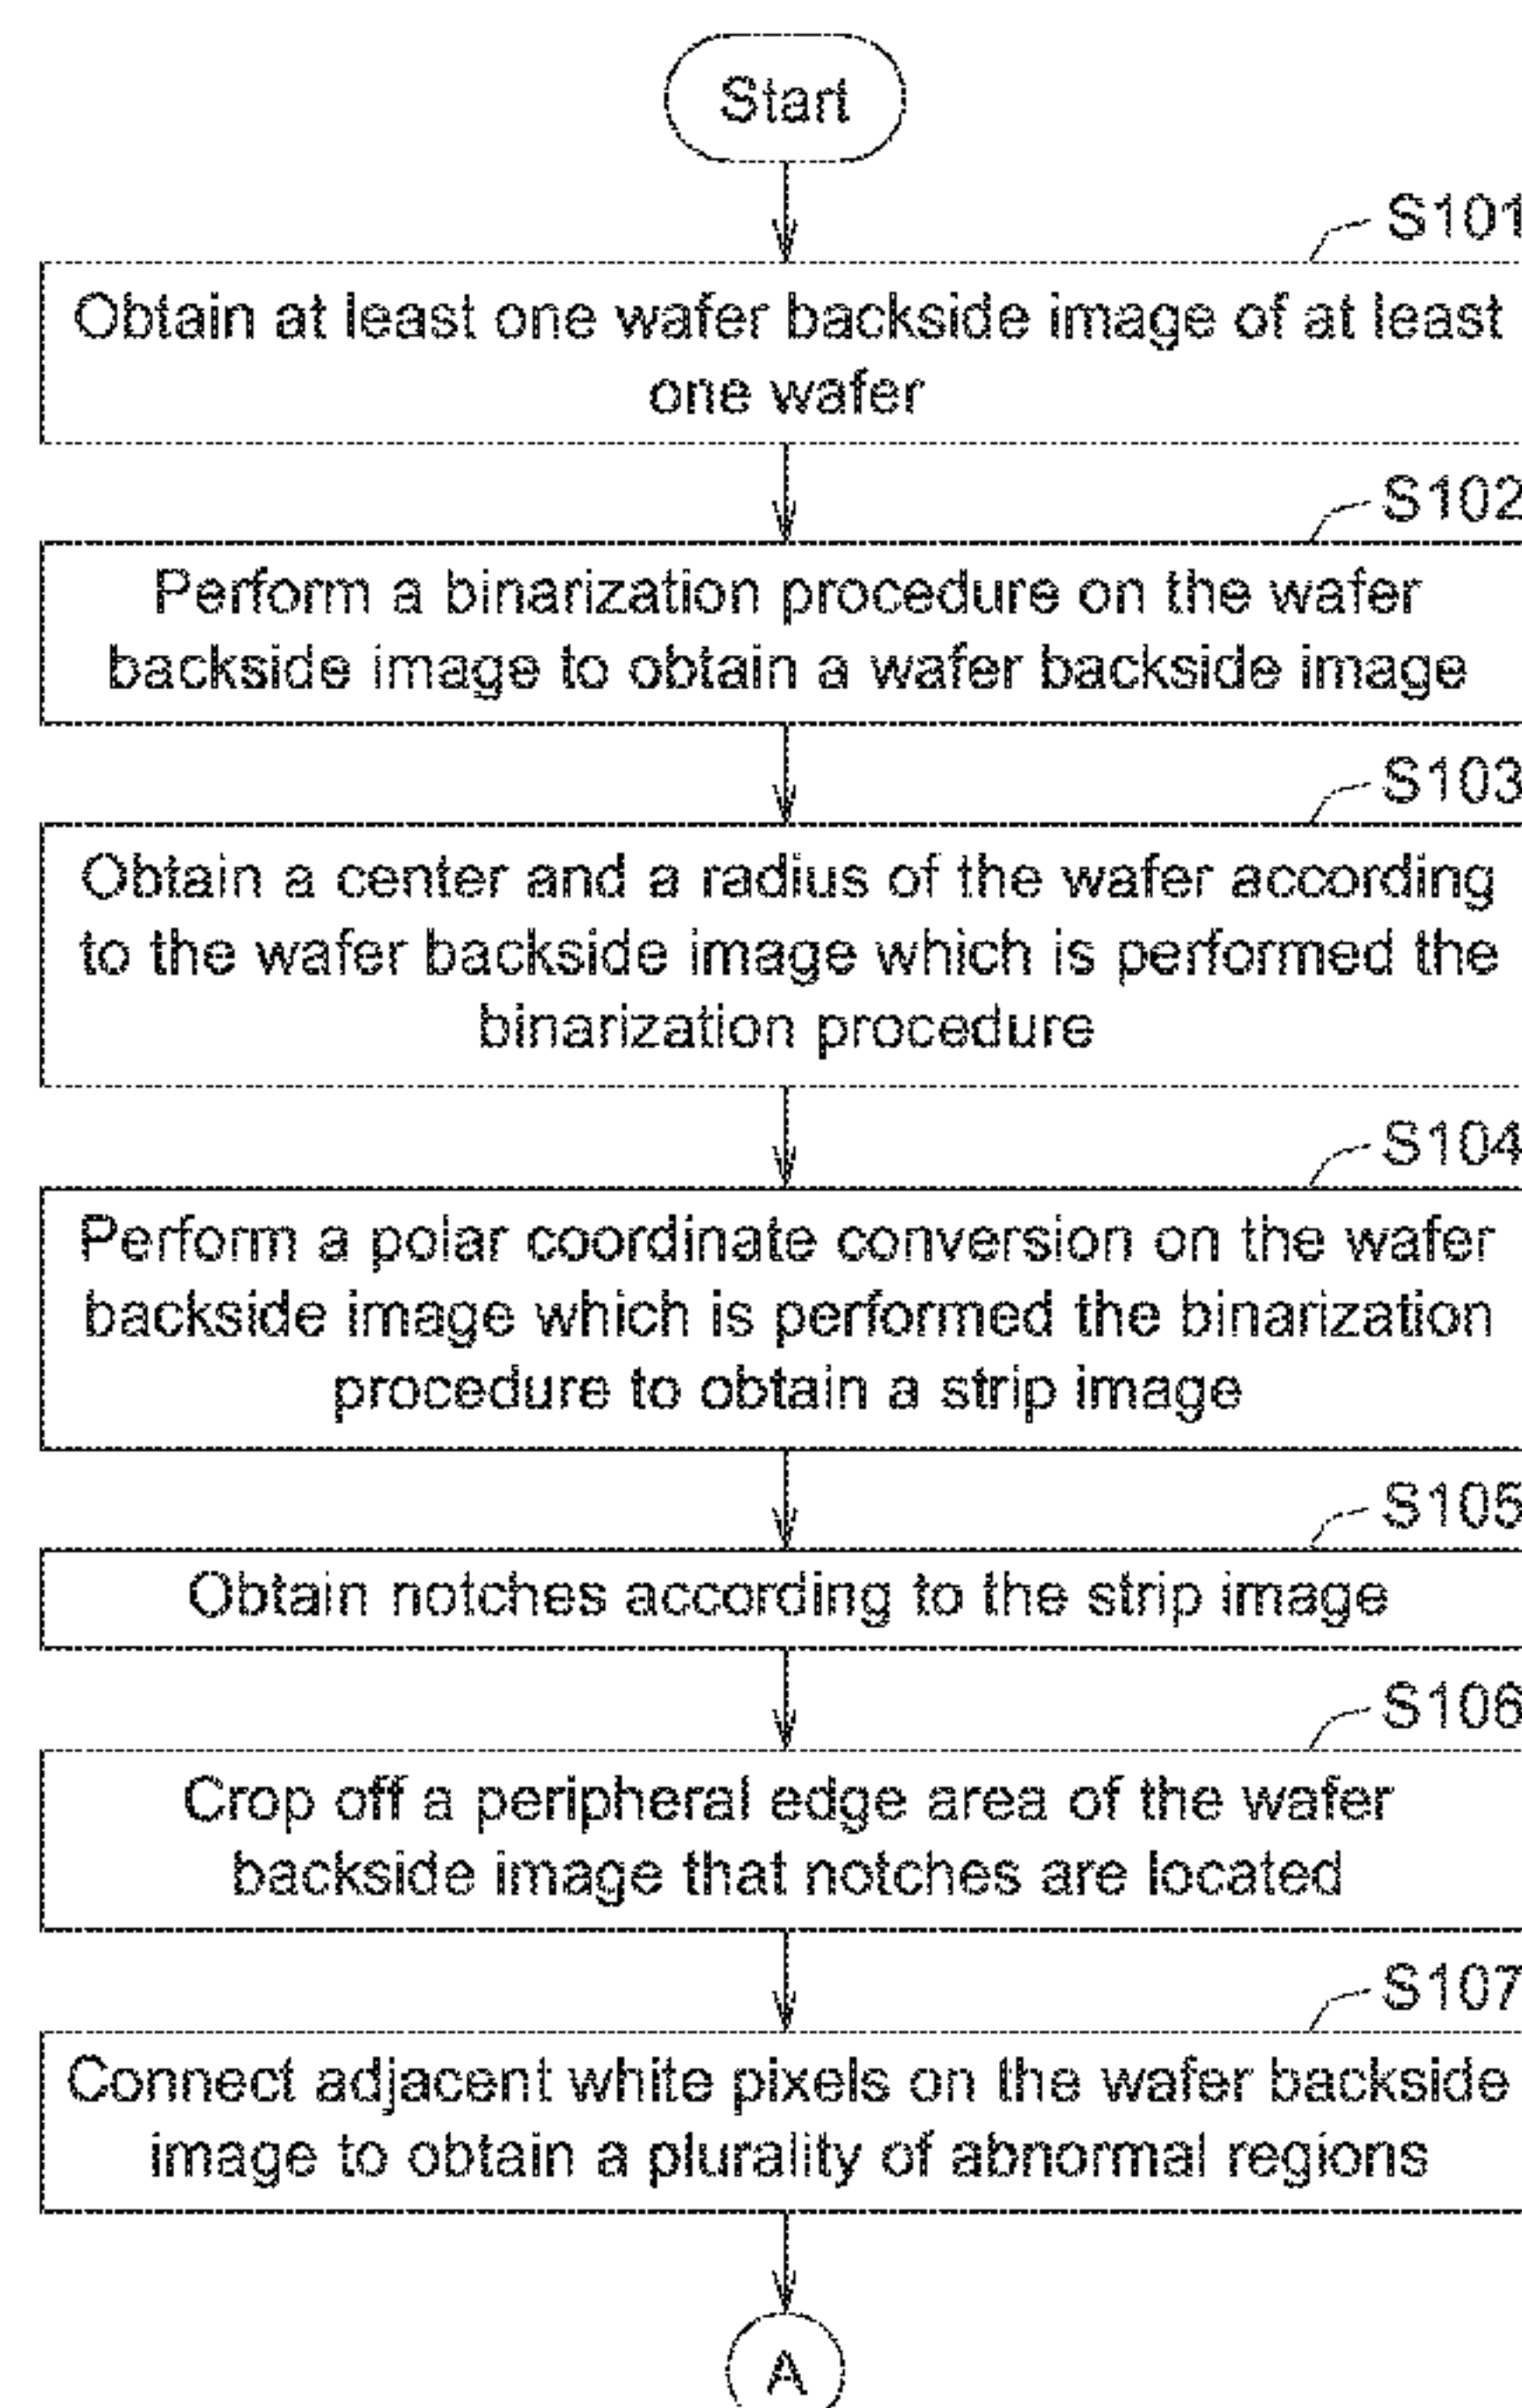 Start
S101
Obtain at least one wafer backside image of at least
one wafer
S102
Perform a binarization procedure on the wafer
backside image to obtain a wafer backside image
S103
Obtain a center and a radius of the wafer according
to the wafer backside image which is performed the
binarization procedure
S104
Perform a polar coordinate conversion on the wafer
backside image which is performed the binarization
procedure to obtain a strip image
S105
Obtain notches according to the strip image
S106
Crop off a peripheral edge area of the wafer
backside image that notches are located
S107
Connect adjacent white pixels on the wafer backside
image to obtain a plurality of abnormal regions
A